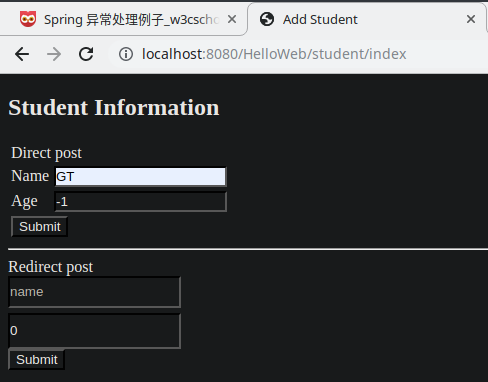 Spring 异常处理例子_w3cscho
Add Student
localhost:8080/HelloWeb/student/index
Student Information
Direct post
Name GT
Age -1
Submit
Redirect post
name
0
Submit